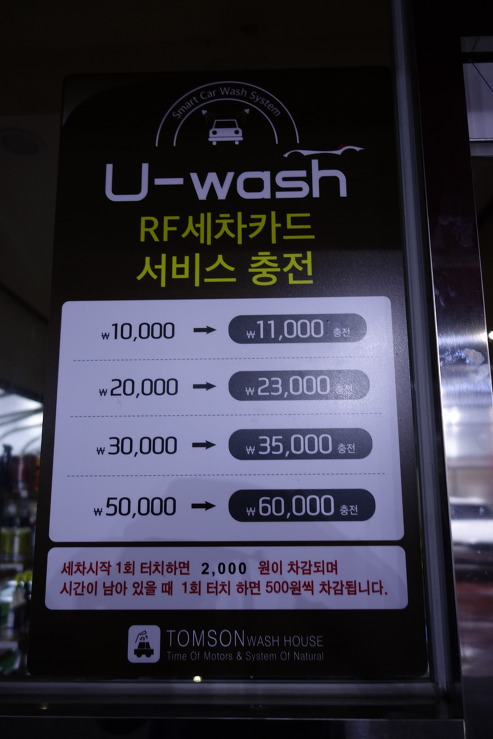 Smart Car Wash System
U-wash
RF세차카드
서비스 충전
₩10,000 → ₩11,000 충전
₩20,000 → ₩23,000 충전
₩30,000 → ₩35,000 충전
₩50,000 → ₩60,000 충전
세차시작 1회 터치하면 2,000 원이 차감되며
시간이 남아 있을 때 1회 터치 하면 500원씩 차감됩니다.
TOMSON WASH HOUSE
Time Of Motors & System Of Natural